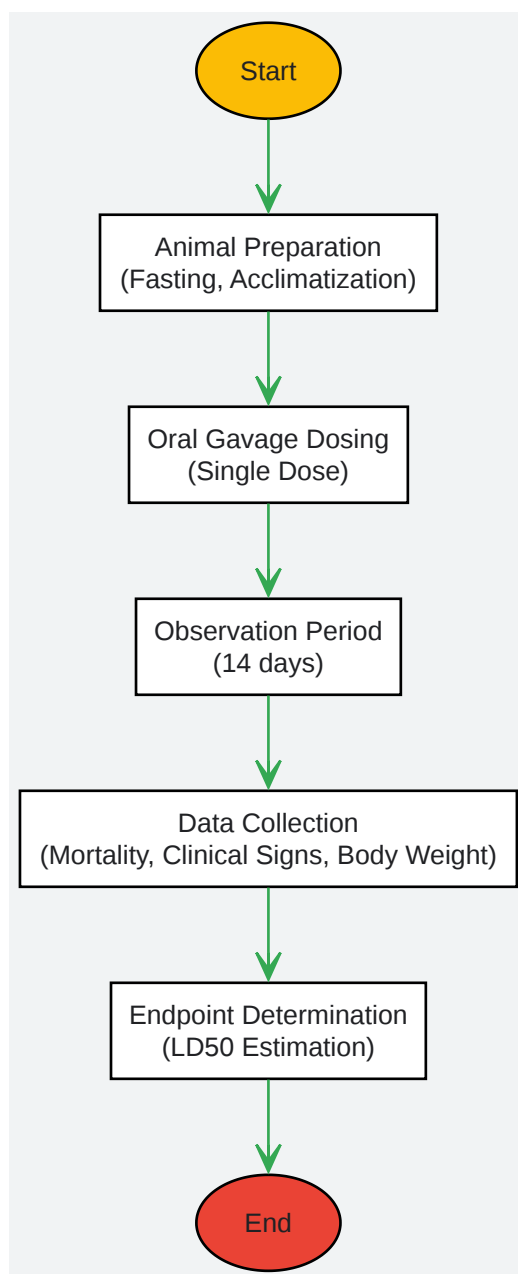 Start
Animal Preparation
(Fasting, Acclimatization)
Oral Gavage Dosing
(Single Dose)
Observation Period
(14 days)
Data Collection
(Mortality, Clinical Signs, Body Weight)
Endpoint Determination
(LD50 Estimation)
End